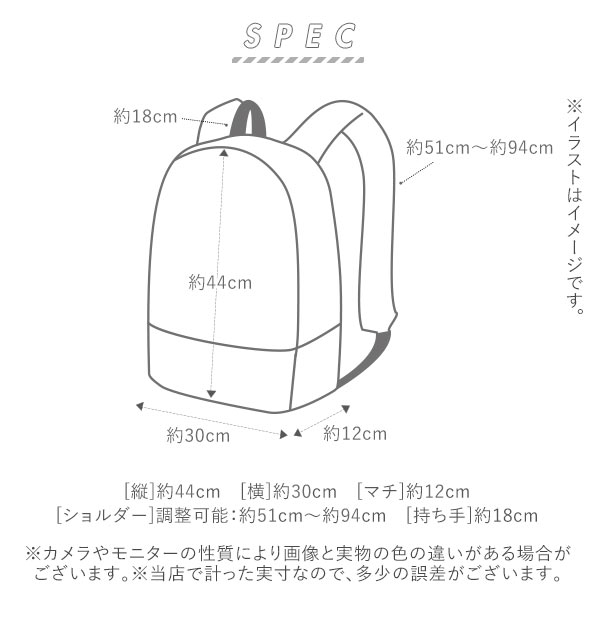 SPEC
約18cm
約51cm～約94cm
※イラストはイメージです。
約44cm
約30cm
約12cm
[縦]約44cm　[横]約30cm　[マチ]約12cm
[ショルダー]調整可能：約51cm～約94cm　[持ち手]約18cm
※カメラやモニターの性質により画像と実物の色の違いがある場合が
ございます。※当店で計った実寸なので、多少の誤差がございます。